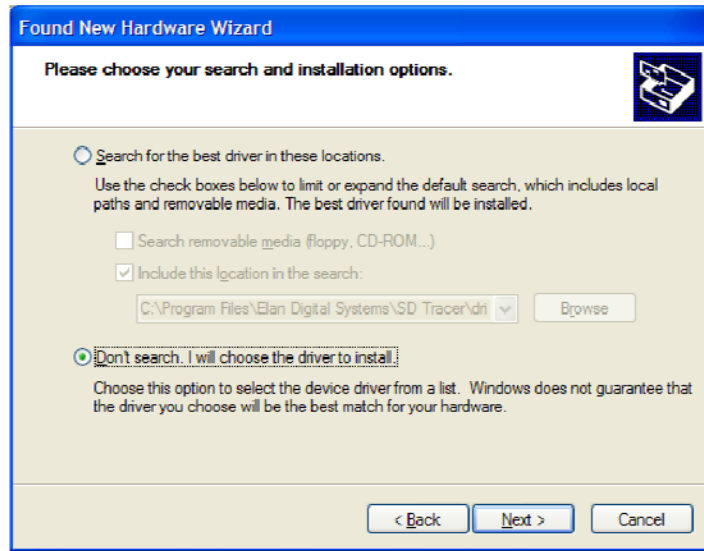 Found New Hardware Wizard
Please choose your search and installation options.
Search for the best driver in these locations.
Use the check boxes below to limit or expand the default search, which includes local
paths and removable media. The best driver found will be installed.
Search removable media (floppy, CD-ROM...)
Include this location in the search:
C:\Program Files\Elan Digital Systems\SD Tracer\dri
Browse
Don't search. I will choose the driver to install.
Choose this option to select the device driver from a list. Windows does not guarantee that
the driver you choose will be the best match for your hardware.
< Back Next > Cancel